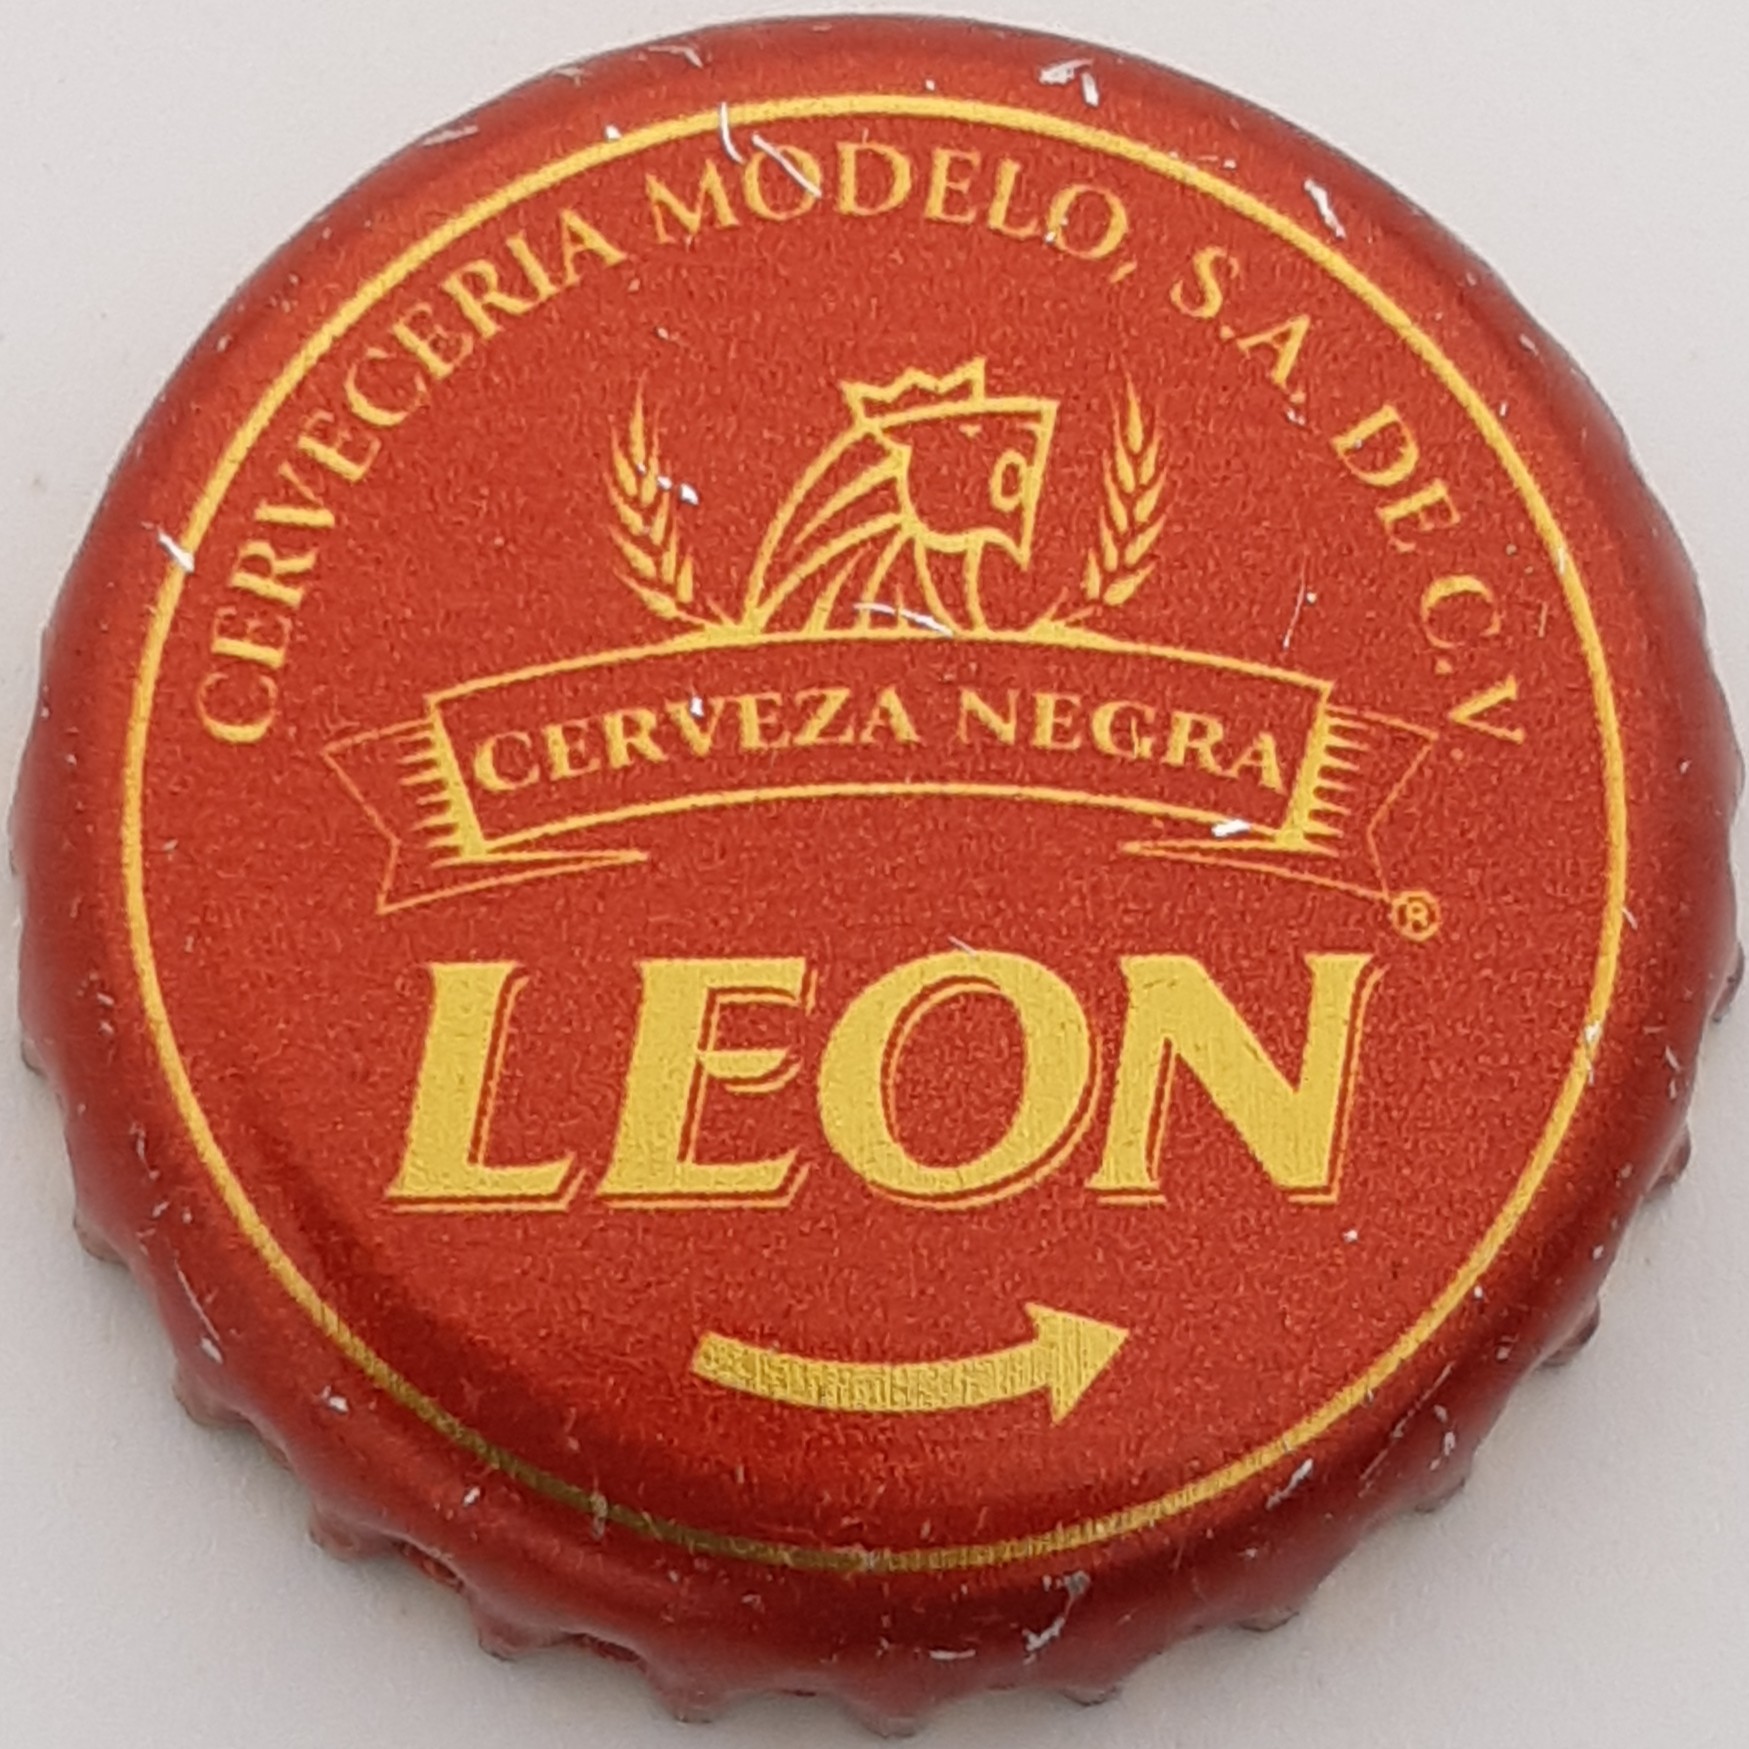 CERVECERIA MODELO, S.A. DE C.V.
CERVEZA NEGRA
®
LEON